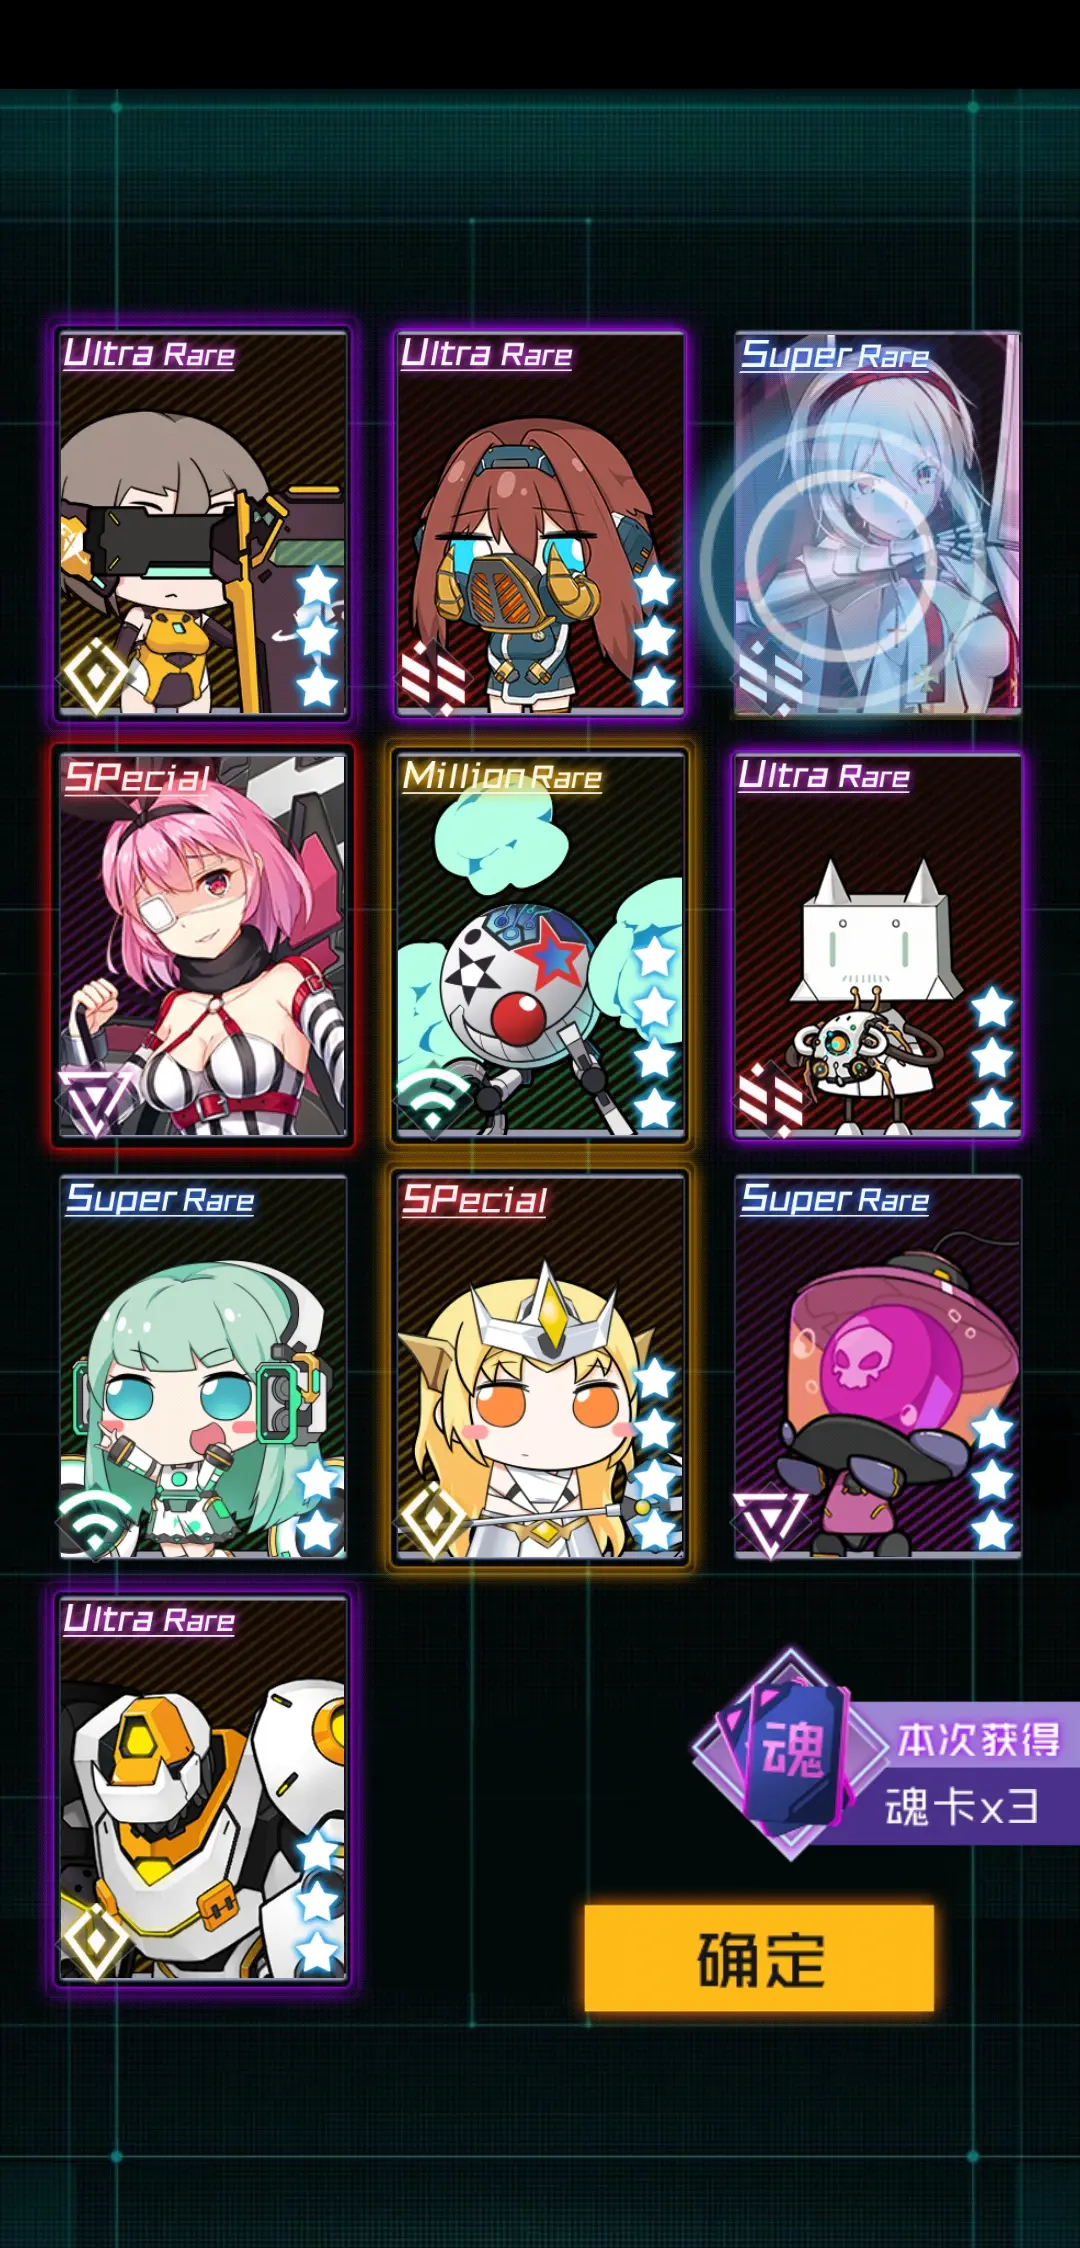 Ultra Rare
Ultra Rare
Super Rare
SPecial
Million Rare
Ultra Rare
Super Rare
SPecial
Super Rare
Ultra Rare
魂
本次获得
魂卡x3
确定